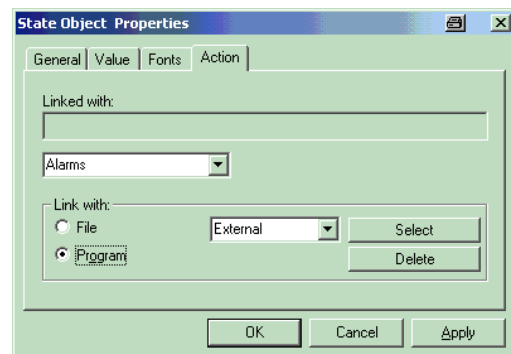 State Object Properties
General Value Fonts Action
Linked with:
Alarms
Link with:
File External Select
Program Delete
OK Cancel Apply